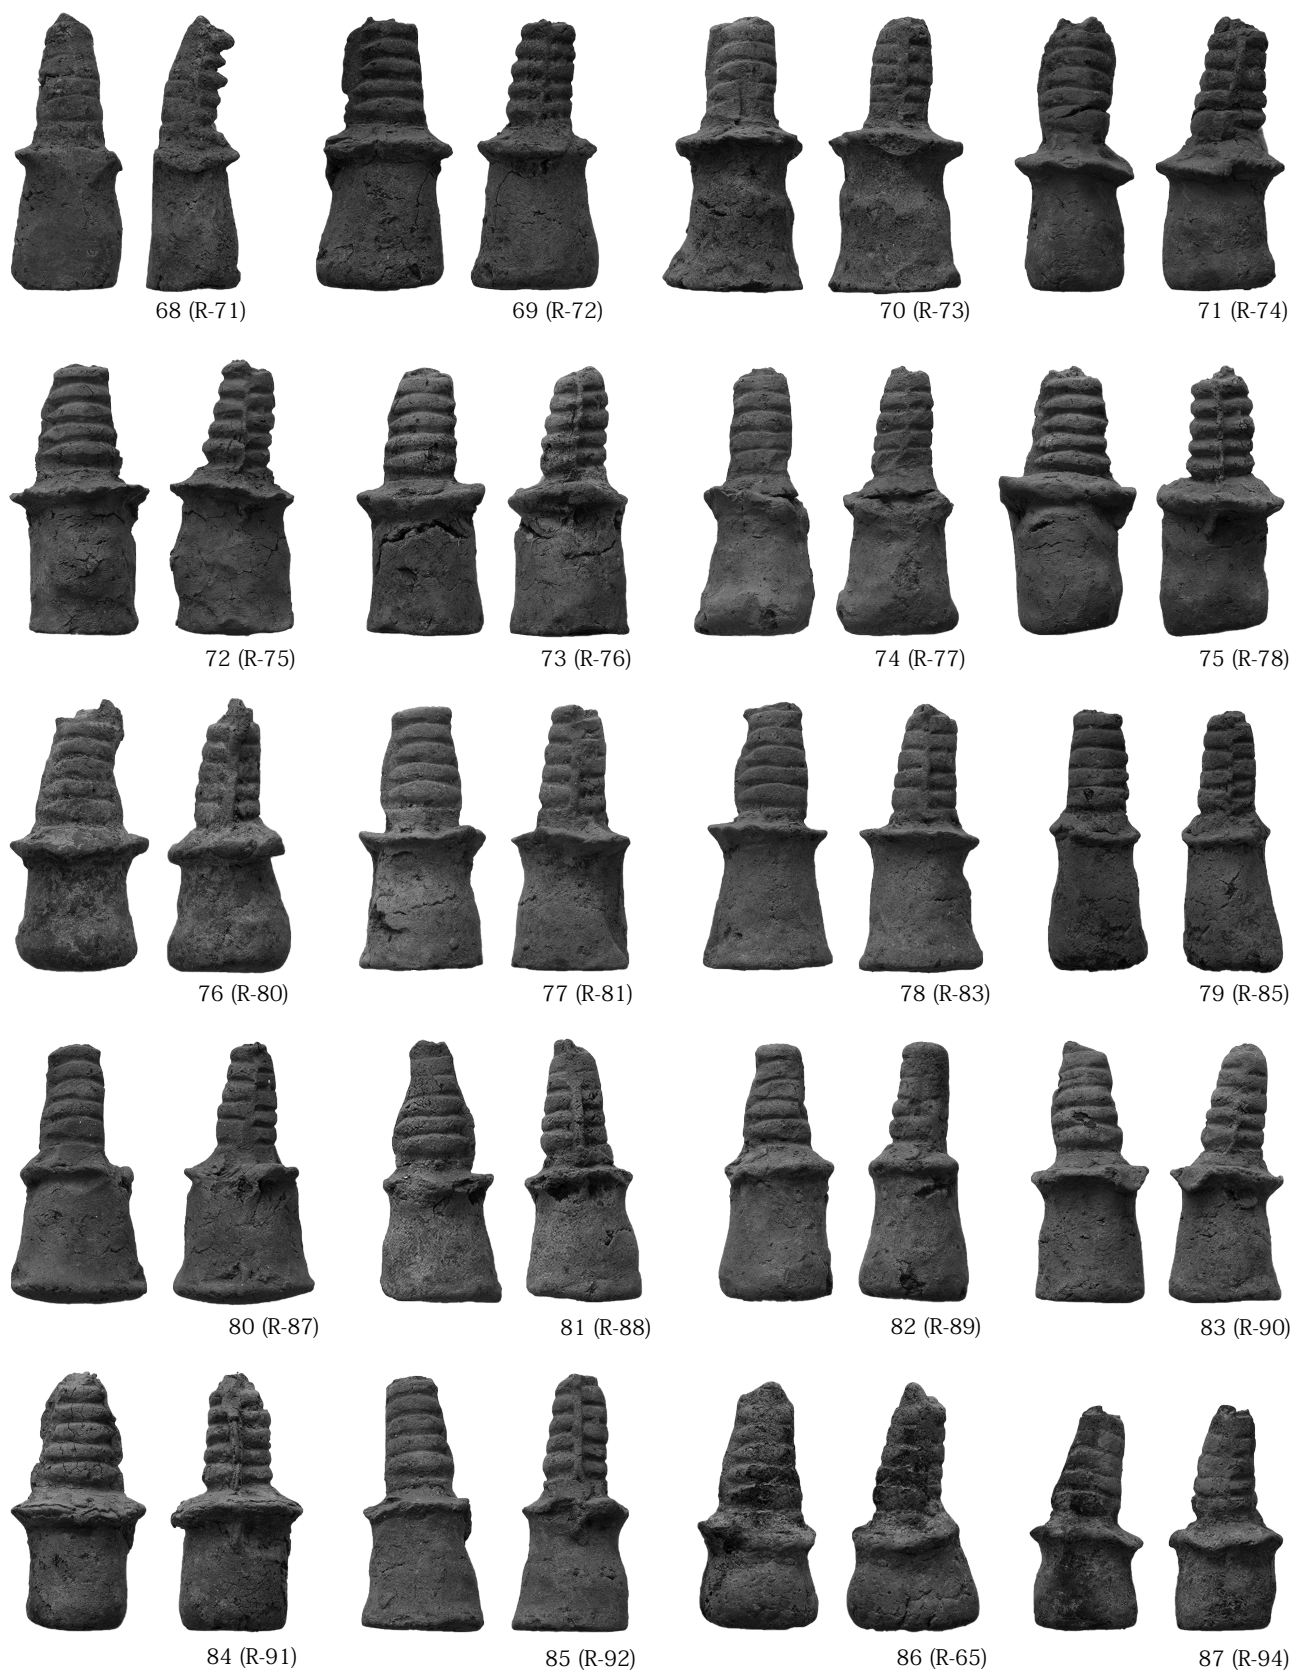 68 (R-71)
69 (R-72)
70 (R-73)
71 (R-74)
72 (R-75)
73 (R-76)
74 (R-77)
75 (R-78)
76 (R-80)
77 (R-81)
78 (R-83)
79 (R-85)
80 (R-87)
81 (R-88)
82 (R-89)
83 (R-90)
84 (R-91)
85 (R-92)
86 (R-65)
87 (R-94)